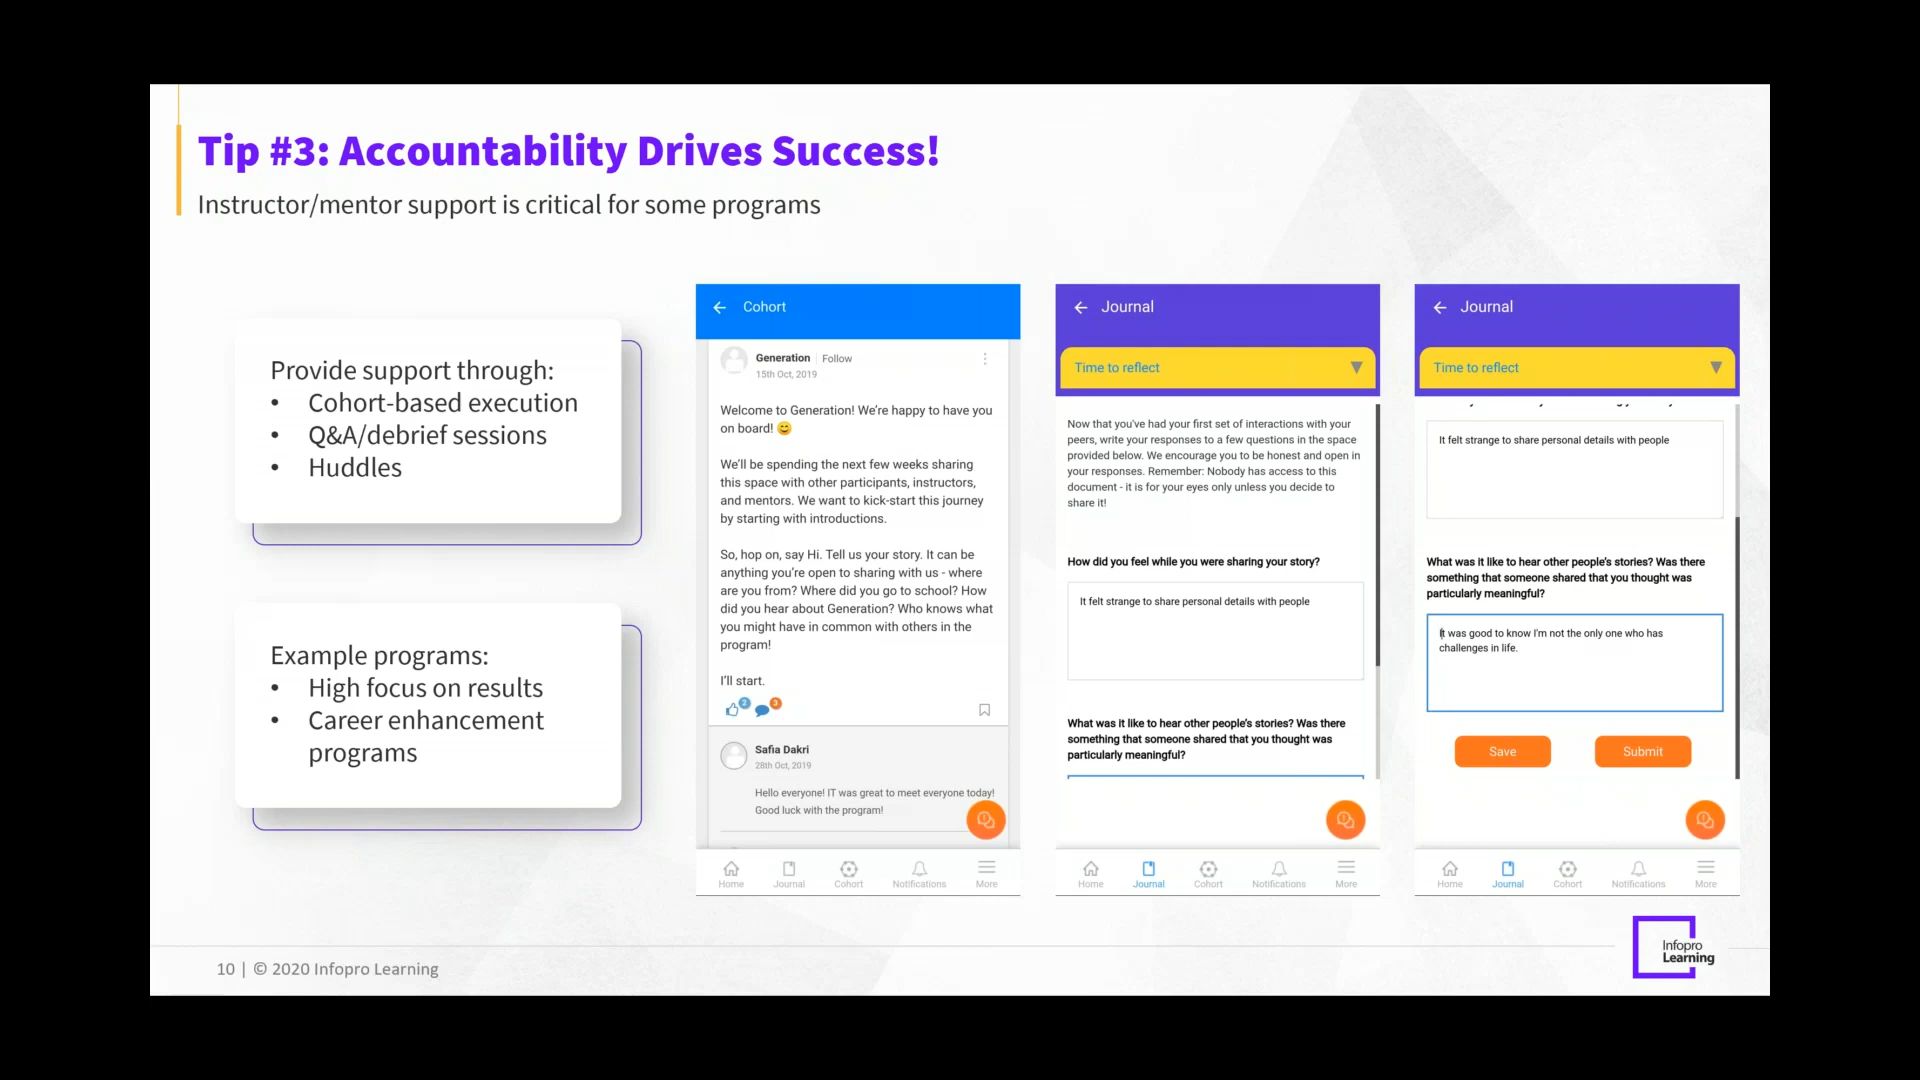 Tip #3: Accountability Drives Success!
Instructor/mentor support is critical for some programs
Provide support through:
• Cohort-based execution
• Q&A/debrief sessions
• Huddles
Example programs:
• High focus on results
• Career enhancement
programs
Cohort
Generation | Follow
15th Oct, 2019
Welcome to Generation! We're happy to have you
on board! 😊
We'll be spending the next few weeks sharing
this space with other participants, instructors,
and mentors. We want to kick-start this journey
by starting with introductions.
So, hop on, say Hi. Tell us your story. It can be
anything you're open to sharing with us - where
are you from? Where did you go to school? How
did you hear about Generation? Who knows what
you might have in common with others in the
program!
I'll start.
2 3
Safia Dakri
28th Oct, 2019
Hello everyone! IT was great to meet everyone today!
Good luck with the program!
Home Journal Cohort Notifications More
Journal
Time to reflect
Now that you've had your first set of interactions with your
peers, write your responses to a few questions in the space
provided below. We encourage you to be honest and open in
your responses. Remember: Nobody has access to this
document - it is for your eyes only unless you decide to
share it!
How did you feel while you were sharing your story?
It felt strange to share personal details with people
What was it like to hear other people's stories? Was there
something that someone shared that you thought was
particularly meaningful?
Home Journal Cohort Notifications More
Journal
Time to reflect
It felt strange to share personal details with people
What was it like to hear other people's stories? Was there
something that someone shared that you thought was
particularly meaningful?
It was good to know I'm not the only one who has
challenges in life.
Save Submit
Home Journal Cohort Notifications More
10 | © 2020 Infopro Learning
Infopro
Learning